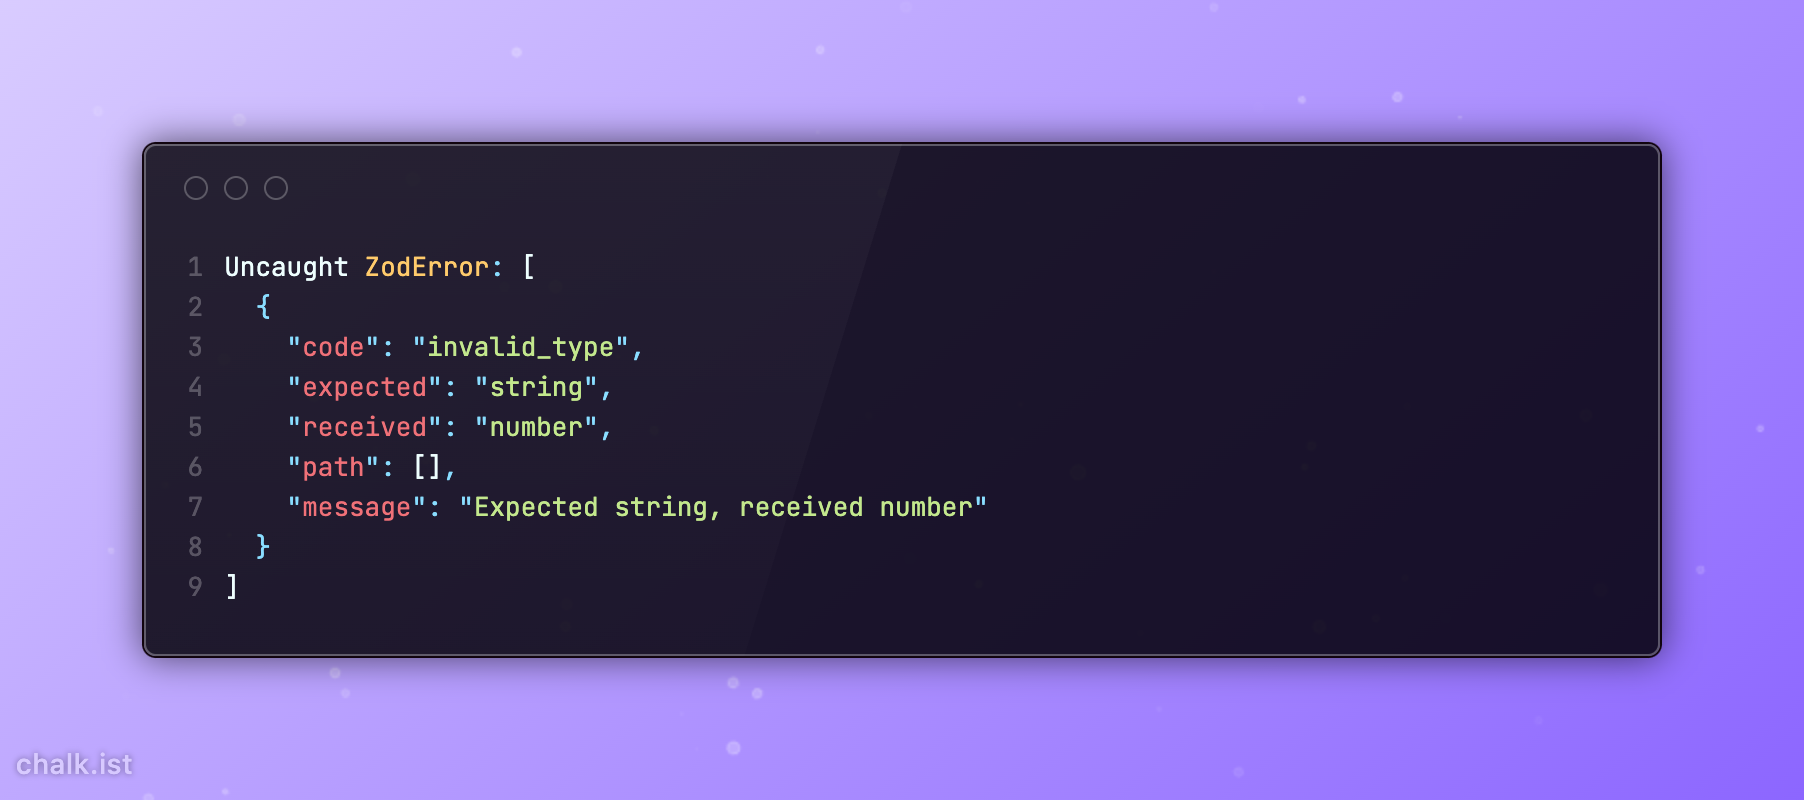 1 Uncaught ZodError: [
2   {
3     "code": "invalid_type",
4     "expected": "string",
5     "received": "number",
6     "path": [],
7     "message": "Expected string, received number"
8   }
9 ]
chalk.ist